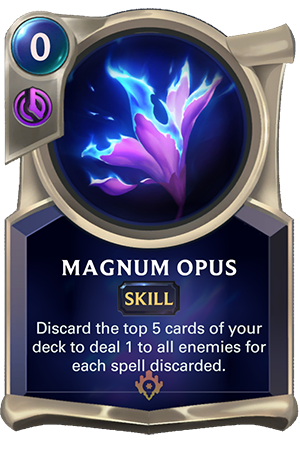 0
MAGNUM OPUS
SKILL
Discard the top 5 cards of your
deck to deal 1 to all enemies for
each spell discarded.